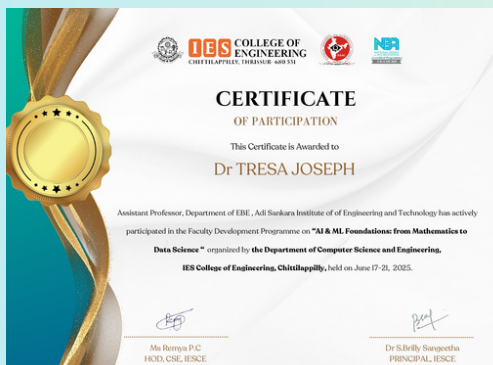 IES COLLEGE OF
ENGINEERING
CHITTILAPPILLY, THRISSUR- 680 531
NBA
CERTIFICATE
OF PARTICIPATION
This Certificate is Awarded to
Dr TRESA JOSEPH
Assistant Professor, Department of EBE , Adi Sankara Institute of of Engineering and Technology has actively
participated in the Faculty Development Programme on "AI & ML Foundations: from Mathematics to
Data Science " organized by the Department of Computer Science and Engineering,
IES College of Engineering, Chittilappilly, held on June 17-21, 2025.
Ms Remya P.C
HOD, CSE, IESCE
Dr S.Brilly Sangeetha
PRINCIPAL, IESCE